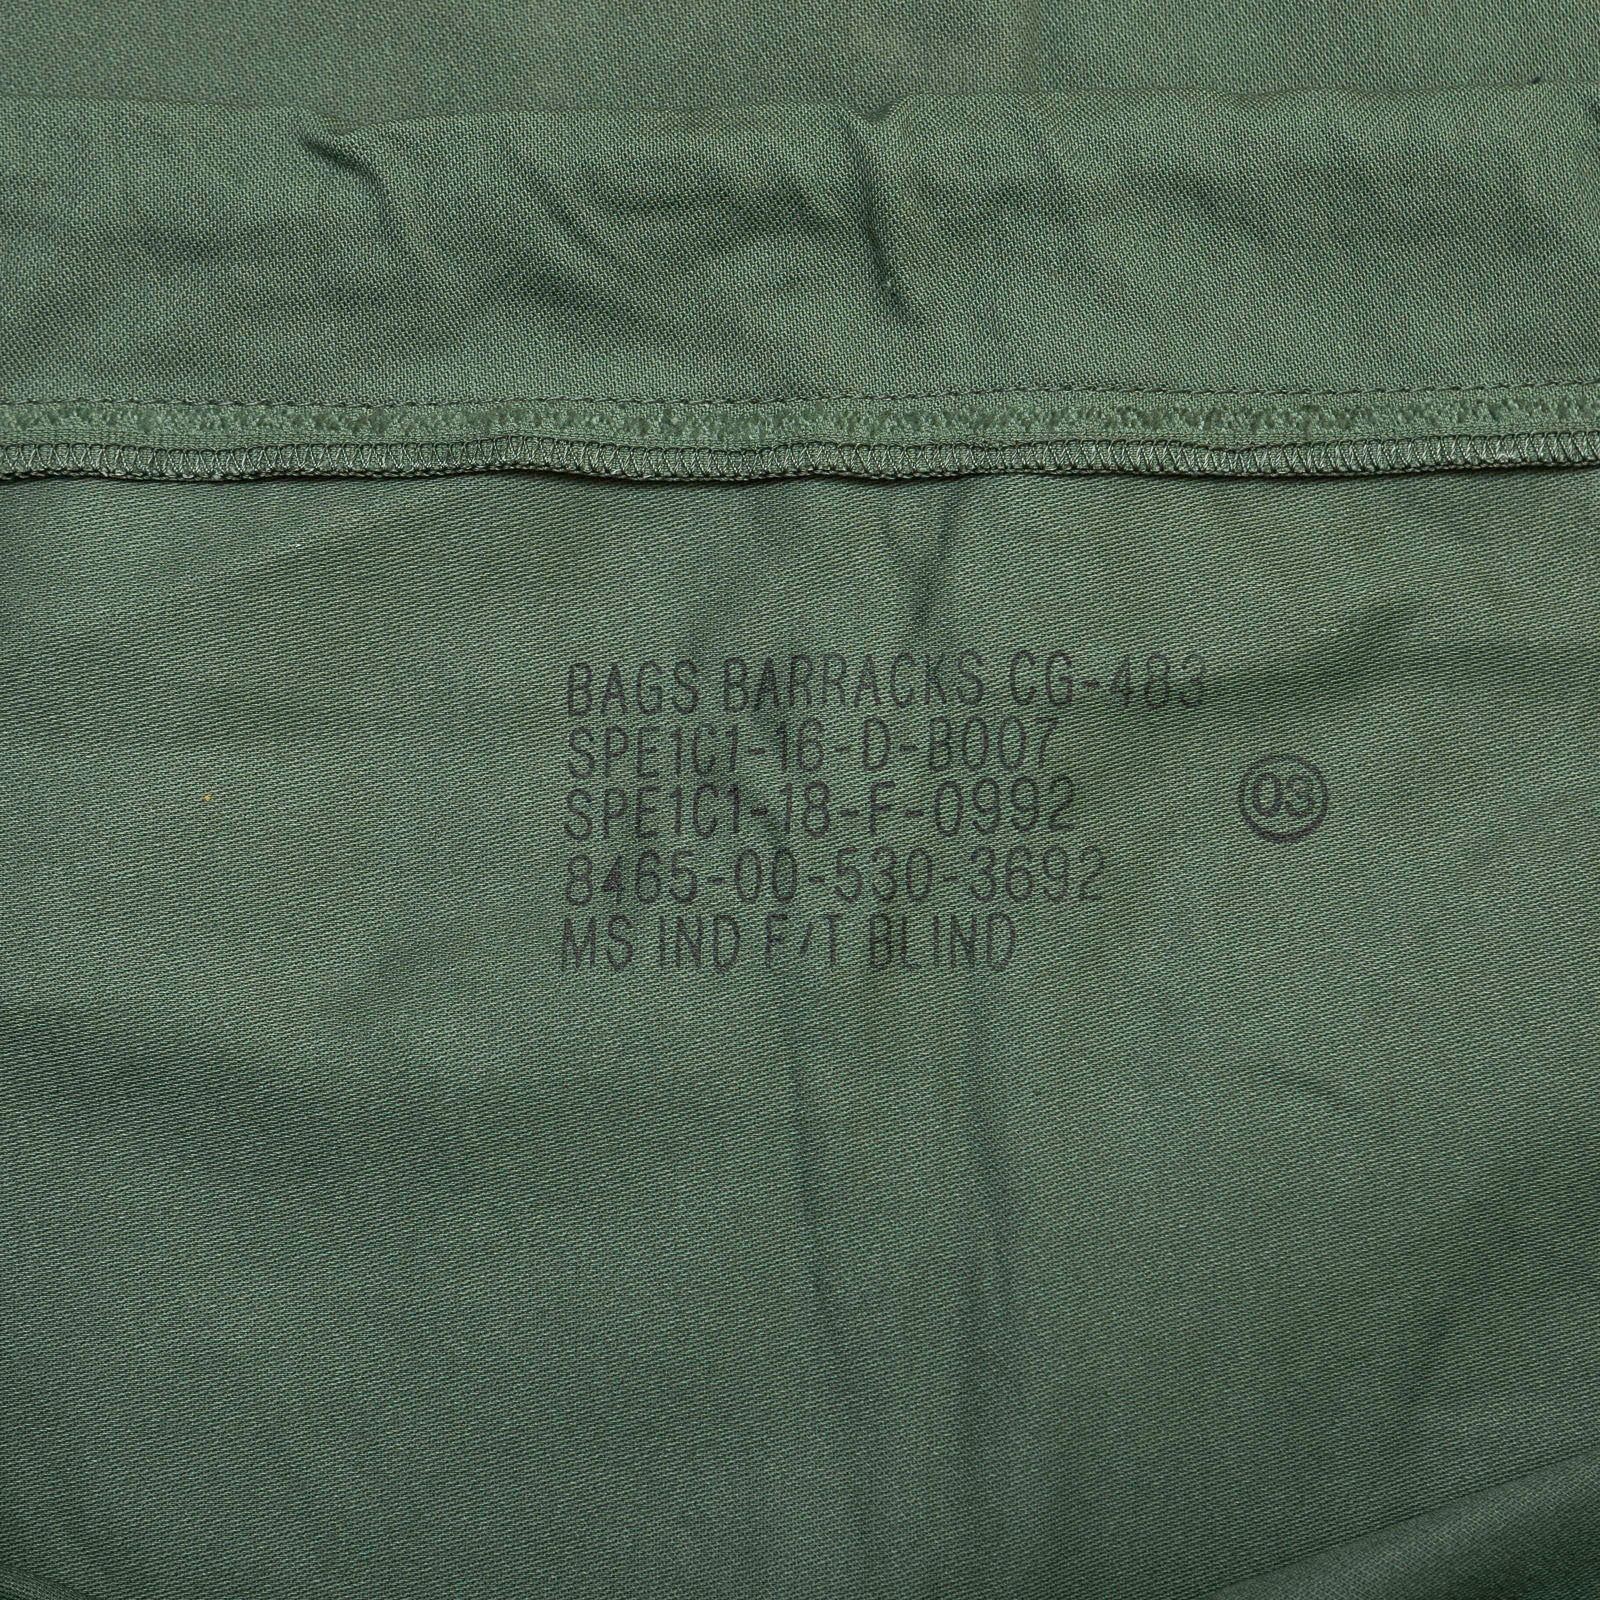 BAGS BARRACKS CG-483
SPE1C1-16-D-B007
SPE1C1-18-F-0992
03
8465-00-530-3692
MS IND F/T BLIND